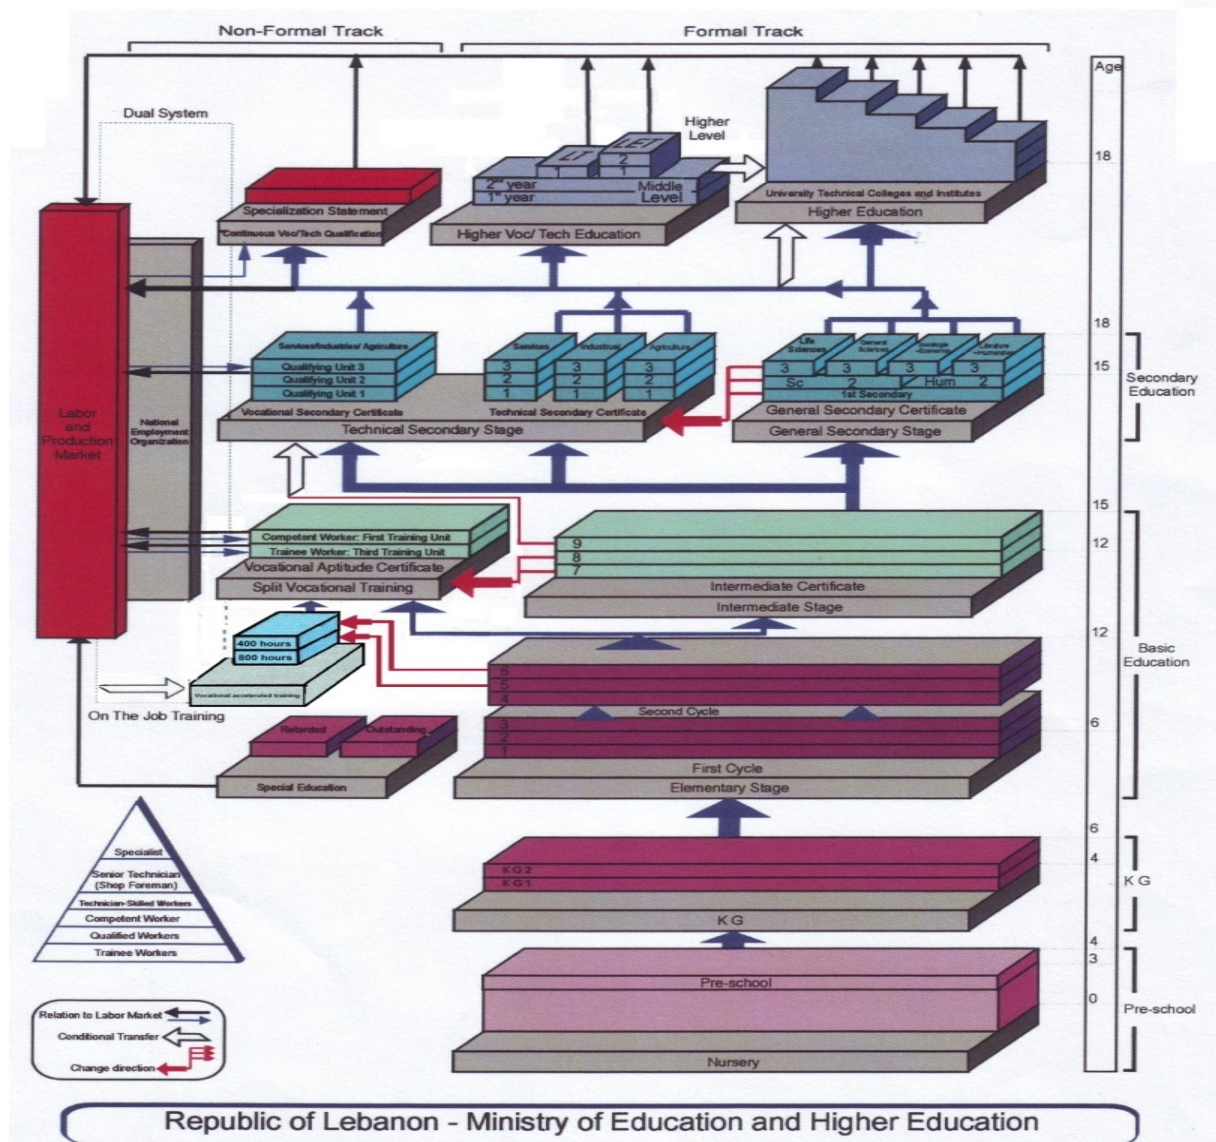 Non-Formal Track
Formal Track
Age
Dual System
Higher
Level
LT
LET
1
2
1
2nd year
1st year
Middle
Level
18
Specialization Statement
Continuous Voc/Tech Qualification
Higher Voc/ Tech Education
University Technical Colleges and Institutes
Higher Education
18
Services/Industries/ Agriculture
Qualifying Unit 3
Qualifying Unit 2
Qualifying Unit 1
Services
3
2
1
Industrial
3
2
1
Agriculture
3
2
1
Life
Sciences
General
Sciences
Literature
3
3
3
3
Sc
2
Hum
2
1st Secondary
15
Secondary
Education
Vocational Secondary Certificate
Technical Secondary Certificate
General Secondary Certificate
Technical Secondary Stage
General Secondary Stage
Labor
and
Production
Market
National
Employment
Organization
15
Competent Worker: First Training Unit
Trainee Worker: Third Training Unit
Vocational Aptitude Certificate
Split Vocational Training
9
8
7
12
Intermediate Certificate
Intermediate Stage
12
400 hours
800 hours
Vocational accelerated training
On The Job Training
6
5
4
Second Cycle
Basic
Education
Retarded
Outstanding
Special Education
3
2
1
6
First Cycle
Elementary Stage
6
4
KG2
KG1
KG
KG
Specialist
Senior Technician
(Shop Foreman)
Technician-Skilled Workers
Competent Worker
Qualified Workers
Trainee Workers
4
3
Pre-school
0
Pre-school
Nursery
Relation to Labor Market
Conditional Transfer
Change direction
Republic of Lebanon - Ministry of Education and Higher Education